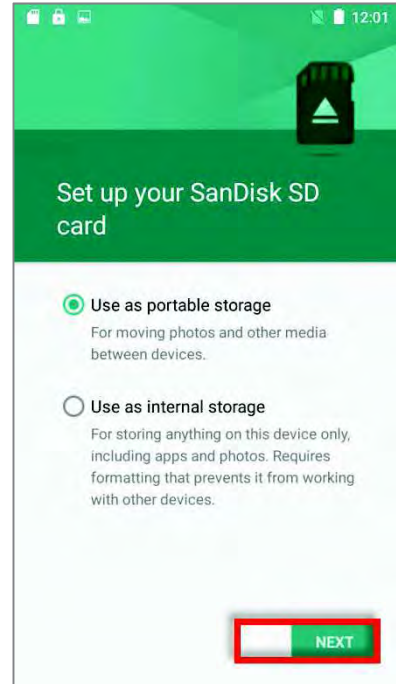 12:01
Set up your SanDisk SD
card
Use as portable storage
For moving photos and other media
between devices.
Use as internal storage
For storing anything on this device only,
including apps and photos. Requires
formatting that prevents it from working
with other devices.
NEXT